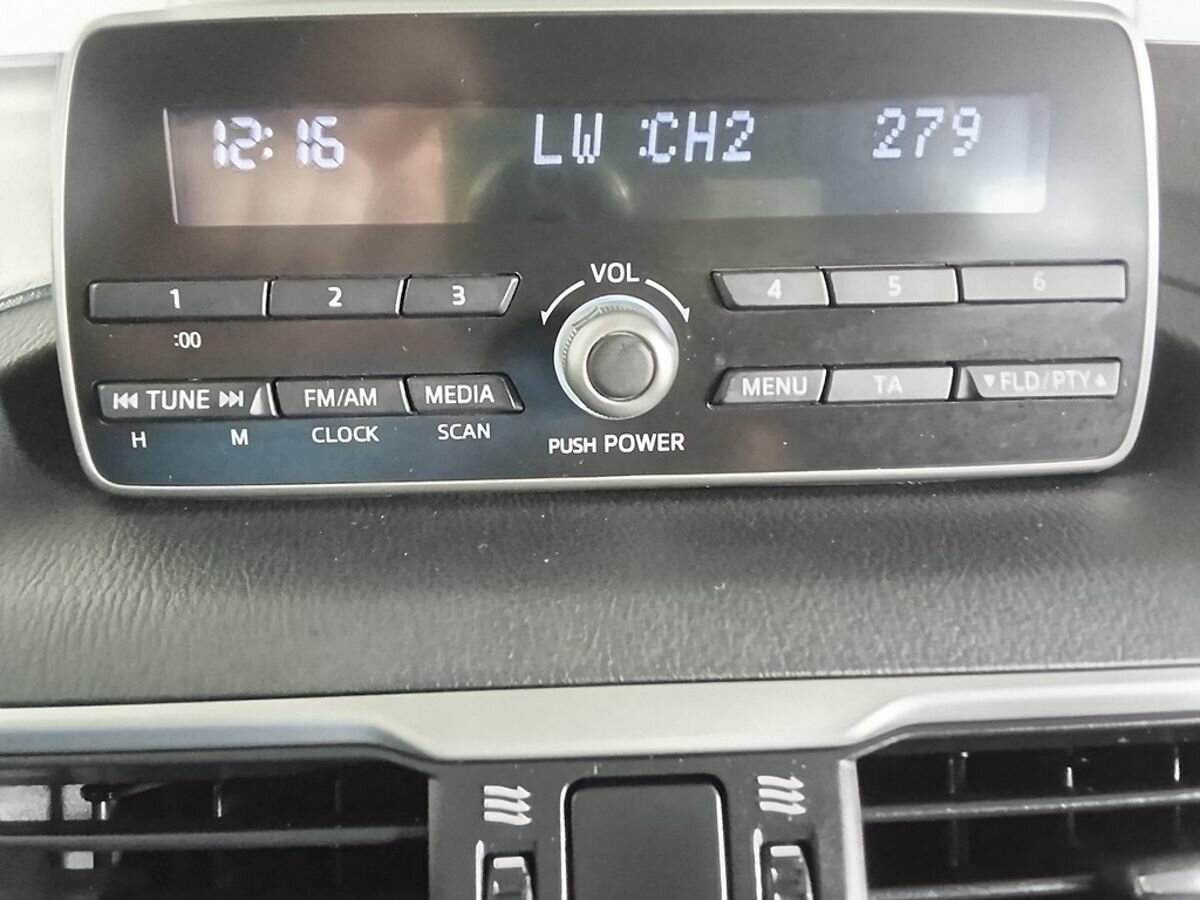 12:16 LW :CH2 279
VOL
1 2 3 4 5 6
:00
TUNE FM/AM MEDIA MENU TA FLD/PTY
H M CLOCK SCAN
PUSH POWER